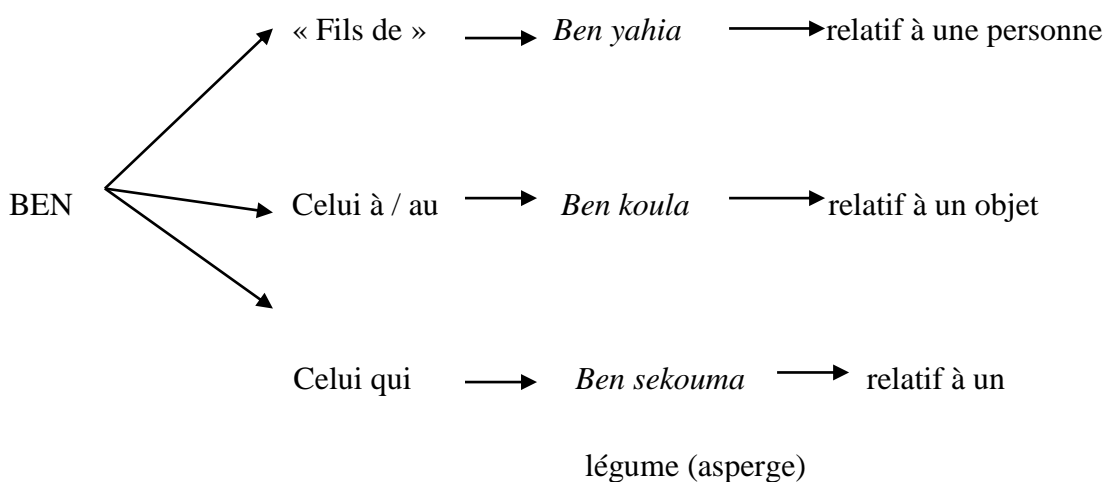 « Fils de » Ben yahia relatif à une personne
BEN Celui à / au Ben koula relatif à un objet
Celui qui Ben sekouma relatif à un
légume (asperge)